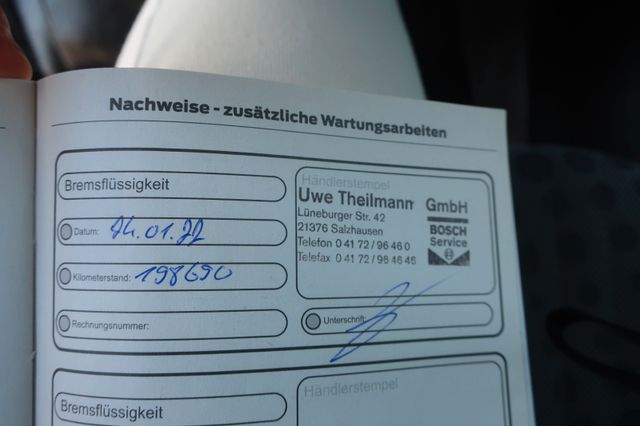 Nachweise - zusätzliche Wartungsarbeiten
Bremsflüssigkeit
Datum: 24.01.22
Kilometerstand: 198690
Rechnungsnummer:
Händlerstempel
Uwe Theilmann GmbH
Lüneburger Str. 42
21376 Salzhausen
Telefon 0 41 72 / 96 46 0
Telefax 0 41 72 / 96 46 46
BOSCH
Service
Unterschrift:
Bremsflüssigkeit
Händlerstempel